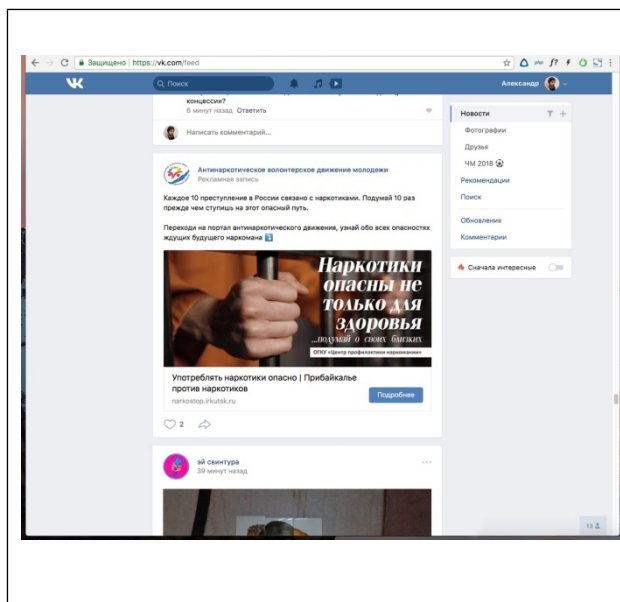 Защищено | https://vk.com/feed
Поиск
Александр
концессии?
6 минут назад Ответить
Написать комментарий...
Антинаркотическое волонтерское движение молодежи
Рекламная запись
Каждое 10 преступление в России связано с наркотиками. Подумай 10 раз
прежде чем ступишь на этот опасный путь.
Переходи на портал антинаркотического движения, узнай обо всех опасностях
ждущих будущего наркомана
Наркотики
опасны не
только для
здоровья
...подумай о своих близких
ОГКУ «Центр профилактики наркомании»
Употреблять наркотики опасно | Прибайкалье
против наркотиков
narkostop.irkutsk.ru
Подробнее
2
эй свинтура
39 минут назад
Новости
Фотографии
Друзья
ЧМ 2018
Рекомендации
Поиск
Обновления
Комментарии
Сначала интересные
13